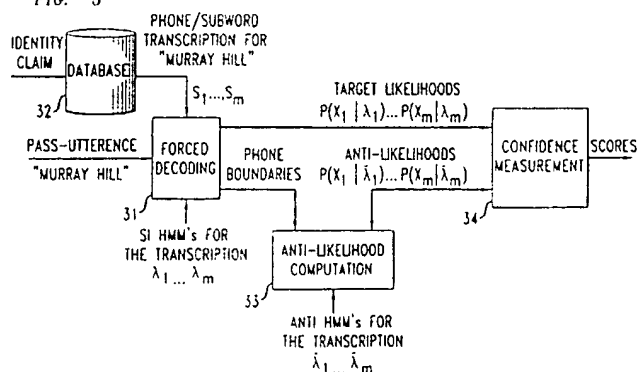 FIG. 3
IDENTITY
CLAIM
DATABASE
32
PHONE/SUBWORD
TRANSCRIPTION FOR
"MURRAY HILL"
S1...,Sm
PASS-UTTERENCE
"MURRAY HILL"
FORCED
DECODING
31
TARGET LIKELIHOODS
P(X1 | λ1)... P(Xm | λm)
PHONE
BOUNDARIES
ANTI-LIKELIHOODS
P(X1 | λ̄1)... P(Xm | λ̄m)
CONFIDENCE
MEASUREMENT
34
SCORES
SI HMM's FOR
THE TRANSCRIPTION
λ1... λm
ANTI-LIKELIHOOD
COMPUTATION
33
ANTI HMM's FOR
THE TRANSCRIPTION
λ̄1... λ̄m